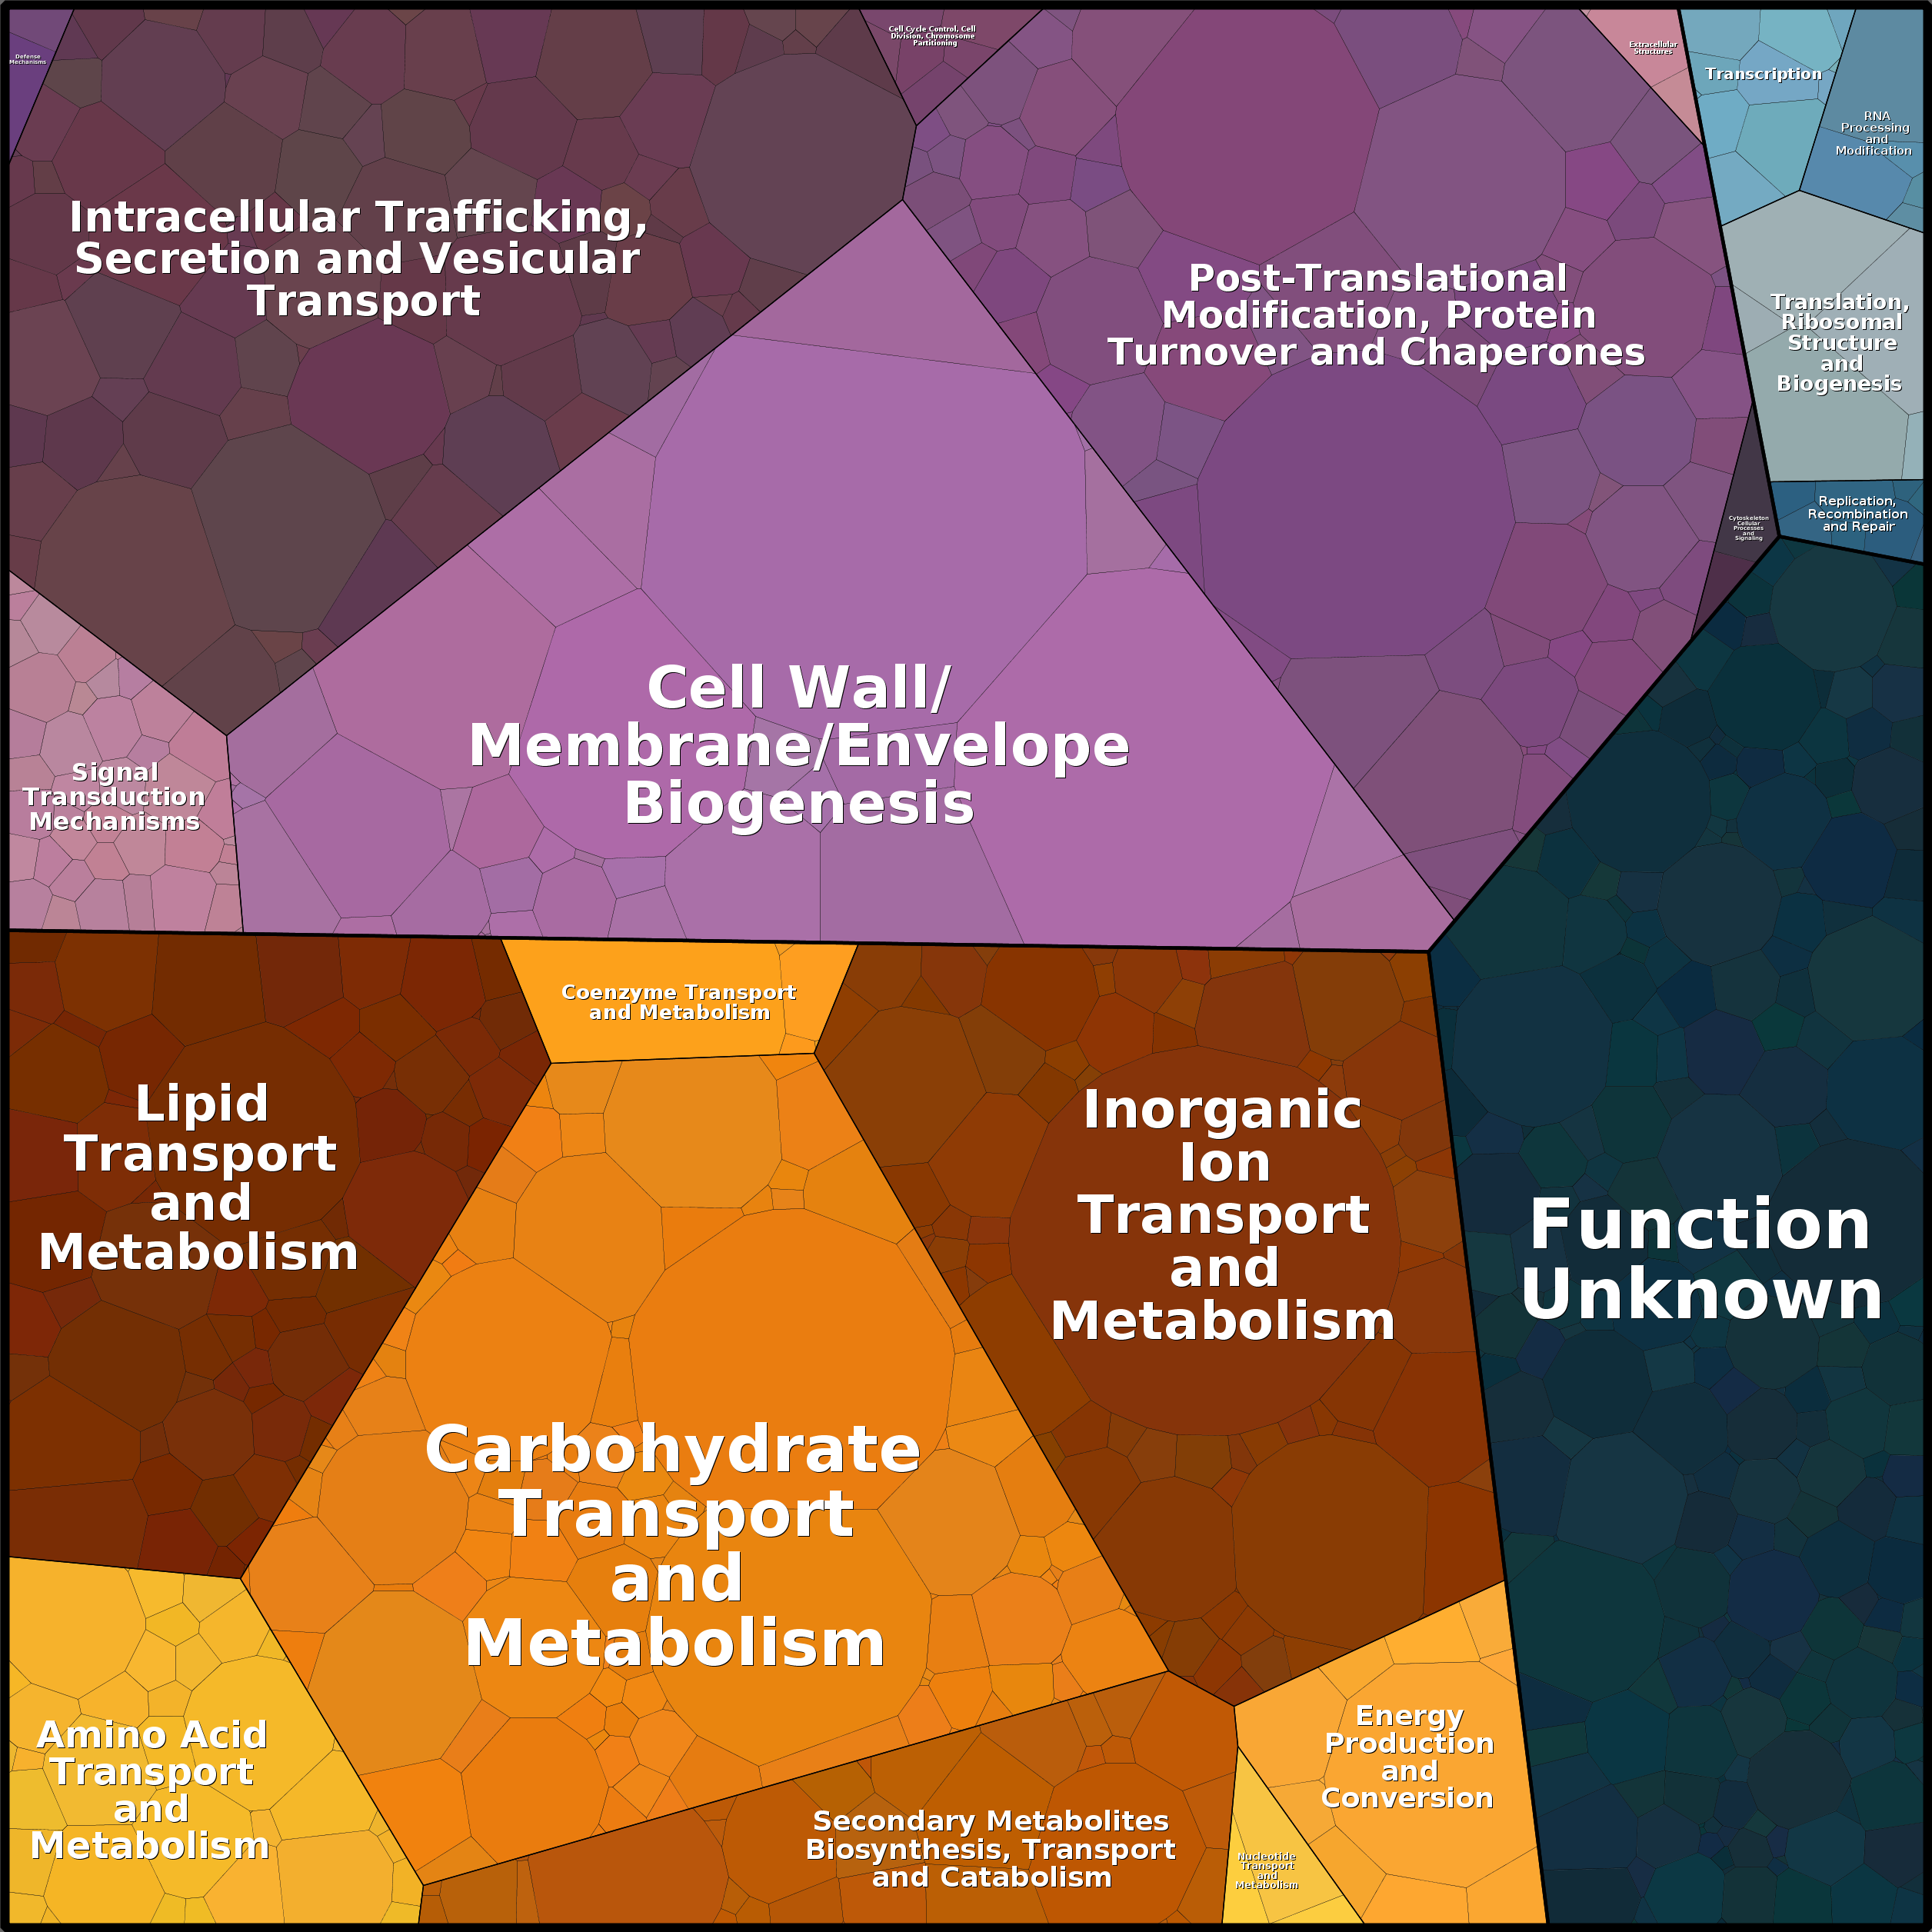 Defense
Mechanisms
Cell Cycle Control, Cell
Division, Chromosome
Partitioning
Extracellular
Structures
Transcription
RNA
Processing
and
Modification
Intracellular Trafficking,
Secretion and Vesicular
Transport
Post-Translational
Modification, Protein
Turnover and Chaperones
Translation,
Ribosomal
Structure
and
Biogenesis
Replication,
Recombination
and Repair
Cytoskeleton
Cellular
Processes
and
Signaling
Cell Wall/
Membrane/Envelope
Biogenesis
Signal
Transduction
Mechanisms
Coenzyme Transport
and Metabolism
Lipid
Transport
and
Metabolism
Inorganic
Ion
Transport
and
Metabolism
Function
Unknown
Carbohydrate
Transport
and
Metabolism
Amino Acid
Transport
and
Metabolism
Energy
Production
and
Conversion
Secondary Metabolites
Biosynthesis, Transport
and Catabolism
Nucleotide
Transport
and
Metabolism